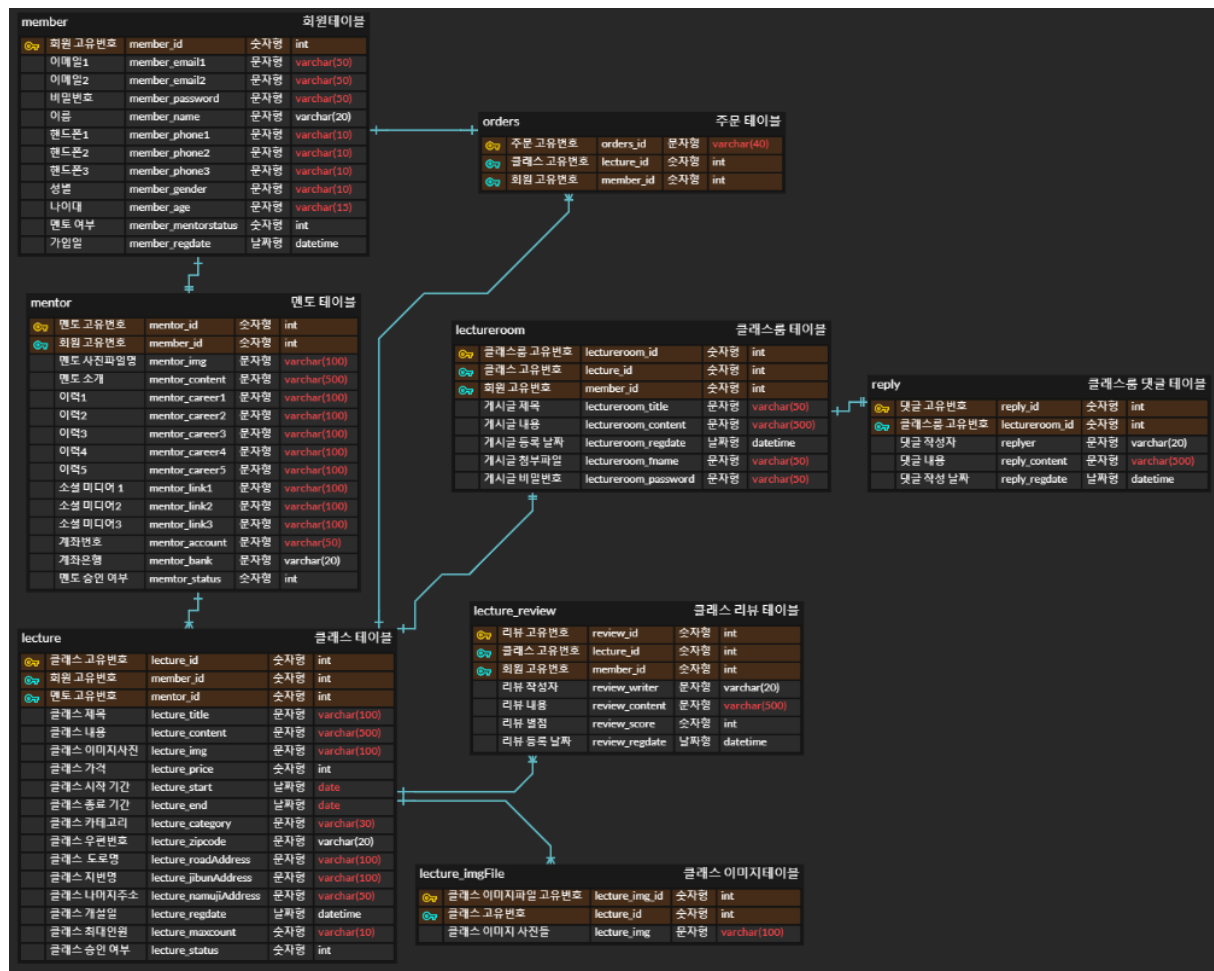 member 회원테이블
회원 고유번호 member_id 숫자형 int
이메일1 member_email1 문자형 varchar(50)
이메일2 member_email2 문자형 varchar(50)
비밀번호 member_password 문자형 varchar(50)
이름 member_name 문자형 varchar(20)
핸드폰1 member_phone1 문자형 varchar(10)
핸드폰2 member_phone2 문자형 varchar(10)
핸드폰3 member_phone3 문자형 varchar(10)
성별 member_gender 문자형 varchar(10)
나이대 member_age 문자형 varchar(15)
멘토 여부 member_mentorstatus 숫자형 int
가입일 member_regdate 날짜형 datetime
orders 주문 테이블
주문 고유번호 orders_id 문자형 varchar(40)
클래스 고유번호 lecture_id 숫자형 int
회원 고유번호 member_id 숫자형 int
mentor 멘토 테이블
멘토 고유번호 mentor_id 숫자형 int
회원 고유번호 member_id 숫자형 int
멘토 사진파일명 mentor_img 문자형 varchar(100)
멘토 소개 mentor_content 문자형 varchar(500)
이력1 mentor_career1 문자형 varchar(100)
이력2 mentor_career2 문자형 varchar(100)
이력3 mentor_career3 문자형 varchar(100)
이력4 mentor_career4 문자형 varchar(100)
이력5 mentor_career5 문자형 varchar(100)
소셜 미디어 1 mentor_link1 문자형 varchar(100)
소셜 미디어2 mentor_link2 문자형 varchar(100)
소셜 미디어3 mentor_link3 문자형 varchar(100)
계좌번호 mentor_account 문자형 varchar(50)
계좌은행 mentor_bank 문자형 varchar(20)
멘토 승인 여부 memtor_status 숫자형 int
lectureroom 클래스룸 테이블
클래스룸 고유번호 lectureroom_id 숫자형 int
클래스 고유번호 lecture_id 숫자형 int
회원 고유번호 member_id 숫자형 int
게시글 제목 lectureroom_title 문자형 varchar(50)
게시글 내용 lectureroom_content 문자형 varchar(500)
게시글 등록 날짜 lectureroom_regdate 날짜형 datetime
게시글 첨부파일 lectureroom_fname 문자형 varchar(50)
게시글 비밀번호 lectureroom_password 문자형 varchar(50)
reply 클래스룸 댓글 테이블
댓글 고유번호 reply_id 숫자형 int
클래스룸 고유번호 lectureroom_id 숫자형 int
댓글 작성자 replyer 문자형 varchar(20)
댓글 내용 reply_content 문자형 varchar(500)
댓글 작성 날짜 reply_regdate 날짜형 datetime
lecture 클래스 테이블
클래스 고유번호 lecture_id 숫자형 int
회원 고유번호 member_id 숫자형 int
멘토 고유번호 mentor_id 숫자형 int
클래스 제목 lecture_title 문자형 varchar(100)
클래스 내용 lecture_content 문자형 varchar(500)
클래스 이미지사진 lecture_img 문자형 varchar(100)
클래스 가격 lecture_price 숫자형 int
클래스 시작 기간 lecture_start 날짜형 date
클래스 종료 기간 lecture_end 날짜형 date
클래스 카테고리 lecture_category 문자형 varchar(30)
클래스 우편번호 lecture_zipcode 문자형 varchar(20)
클래스 도로명 lecture_roadAddress 문자형 varchar(100)
클래스 지번명 lecture_jibunAddress 문자형 varchar(100)
클래스 나머지주소 lecture_namujiAddress 문자형 varchar(50)
클래스 개설일 lecture_regdate 날짜형 datetime
클래스 최대인원 lecture_maxcount 숫자형 varchar(10)
클래스 승인 여부 lecture_status 숫자형 int
lecture_review 클래스 리뷰 테이블
리뷰 고유번호 review_id 숫자형 int
클래스 고유번호 lecture_id 숫자형 int
회원 고유번호 member_id 숫자형 int
리뷰 작성자 review_writer 문자형 varchar(20)
리뷰 내용 review_content 문자형 varchar(500)
리뷰 별점 review_score 숫자형 int
리뷰 등록 날짜 review_regdate 날짜형 datetime
lecture_imgFile 클래스 이미지테이블
클래스 이미지파일 고유번호 lecture_img_id 숫자형 int
클래스 고유번호 lecture_id 숫자형 int
클래스 이미지 사진들 lecture_img 문자형 varchar(100)